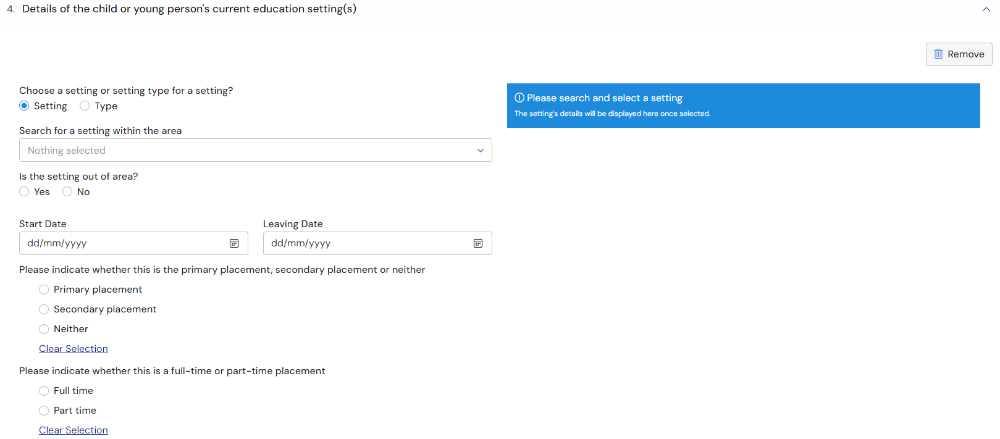 4. Details of the child or young person's current education setting(s)
Remove
Choose a setting or setting type for a setting?
Setting Type
Search for a setting within the area
Nothing selected
Is the setting out of area?
Yes No
Please search and select a setting
The setting's details will be displayed here once selected.
Start Date Leaving Date
dd/mm/yyyy dd/mm/yyyy
Please indicate whether this is the primary placement, secondary placement or neither
Primary placement
Secondary placement
Neither
Clear Selection
Please indicate whether this is a full-time or part-time placement
Full time
Part time
Clear Selection